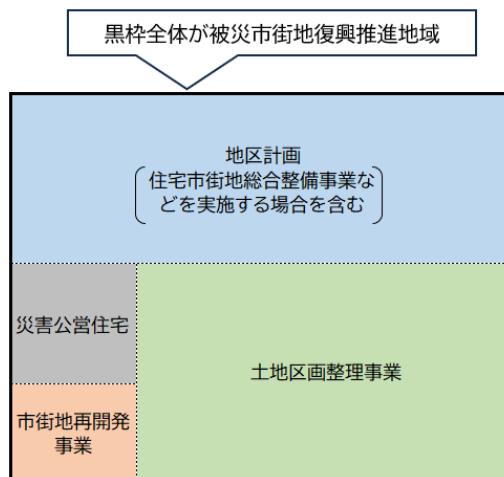 黒枠全体が被災市街地復興推進地域
地区計画
住宅市街地総合整備事業な
どを実施する場合を含む
災害公営住宅
土地区画整理事業
市街地再開発
事業